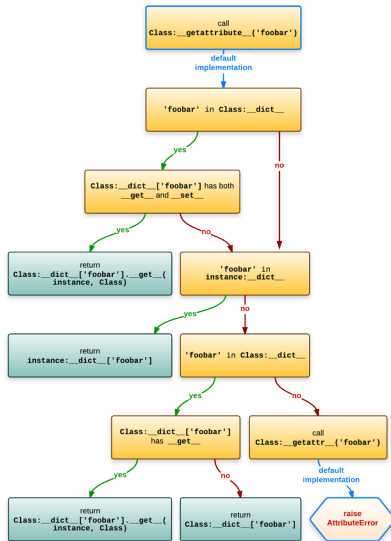 call
Class:__getattribute__('foobar')
default
implementation
'foobar' in Class:__dict__
yes
no
Class:__dict__['foobar'] has both
__get__ and __set__
yes
no
return
Class:__dict__['foobar'].__get__(
instance, Class)
'foobar' in
instance:__dict__
yes
no
return
instance:__dict__['foobar']
'foobar' in Class:__dict__
yes
no
Class:__dict__['foobar']
has __get__
call
Class:__getattr__('foobar')
yes
no
default
implementation
return
Class:__dict__['foobar'].__get__(
instance, Class)
return
Class:__dict__['foobar']
raise
AttributeError